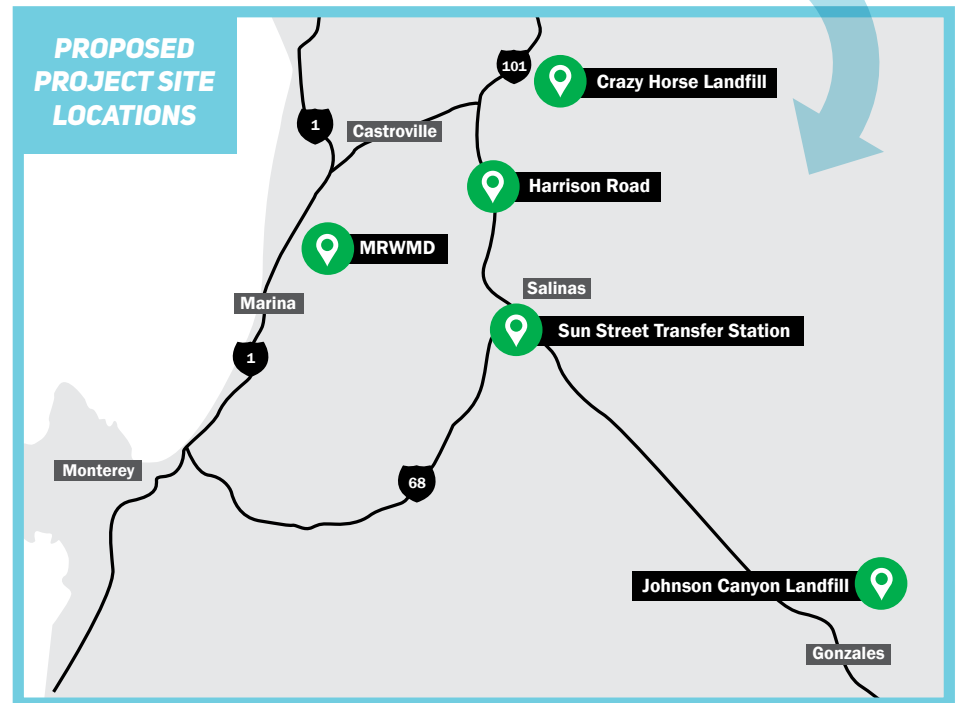 PROPOSED
PROJECT SITE
LOCATIONS
101
Crazy Horse Landfill
1
Castroville
Harrison Road
MRWMD
Salinas
Marina
Sun Street Transfer Station
1
Monterey
68
Johnson Canyon Landfill
Gonzales